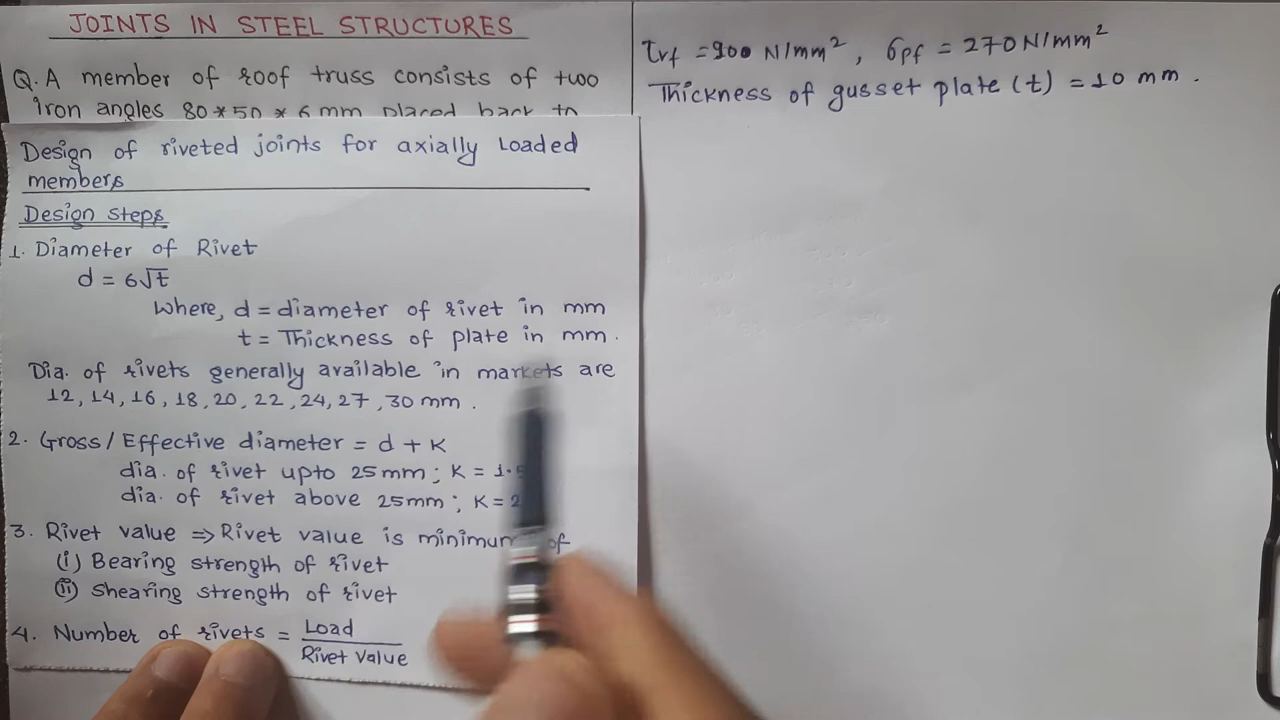 JOINTS IN STEEL STRUCTURES
Q. A member of roof truss consists of two
iron angles 80*50*6 mm placed back to
Design of riveted joints for axially Loaded
members
Design steps
1. Diameter of Rivet
d = 6√t
Where, d = diameter of rivet in mm
t = Thickness of plate in mm.
Dia. of rivets generally available in markets are
12, 14, 16, 18, 20, 22, 24, 27, 30 mm.
2. Gross/Effective diameter = d + K
dia. of rivet upto 25mm; K = 1.5
dia. of rivet above 25mm; K = 2
3. Rivet value ⇒ Rivet value is minimum of
(i) Bearing strength of rivet
(ii) Shearing strength of rivet
4. Number of rivets = Load / Rivet Value
τvf = 100 N/mm², σpf = 270 N/mm²
Thickness of gusset plate (t) = 10 mm.